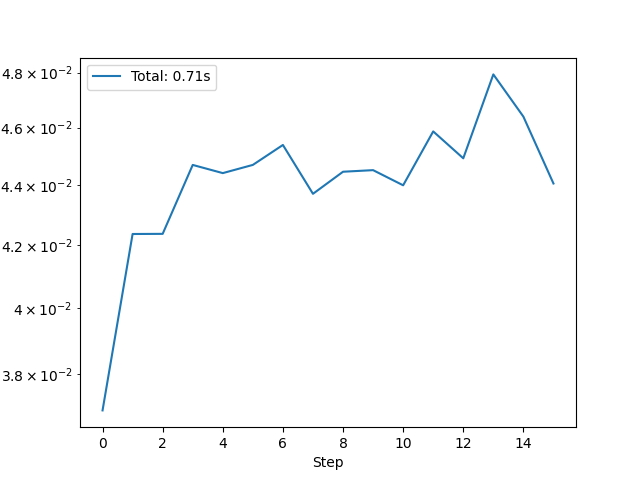 Total: 0.71s
4.8 × 10⁻²
4.6 × 10⁻²
4.4 × 10⁻²
4.2 × 10⁻²
4 × 10⁻²
3.8 × 10⁻²
0 2 4 6 8 10 12 14
Step